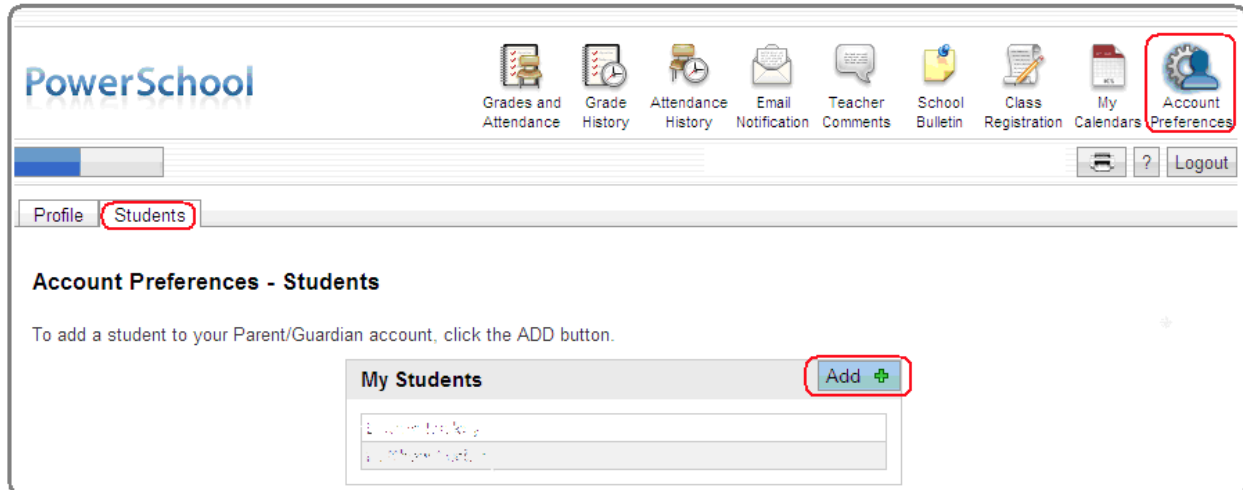 PowerSchool
Grades and Attendance
Grade History
Attendance History
Email Notification
Teacher Comments
School Bulletin
Class Registration
My Calendars
Account Preferences
? Logout
Profile Students
Account Preferences - Students
To add a student to your Parent/Guardian account, click the ADD button.
My Students Add